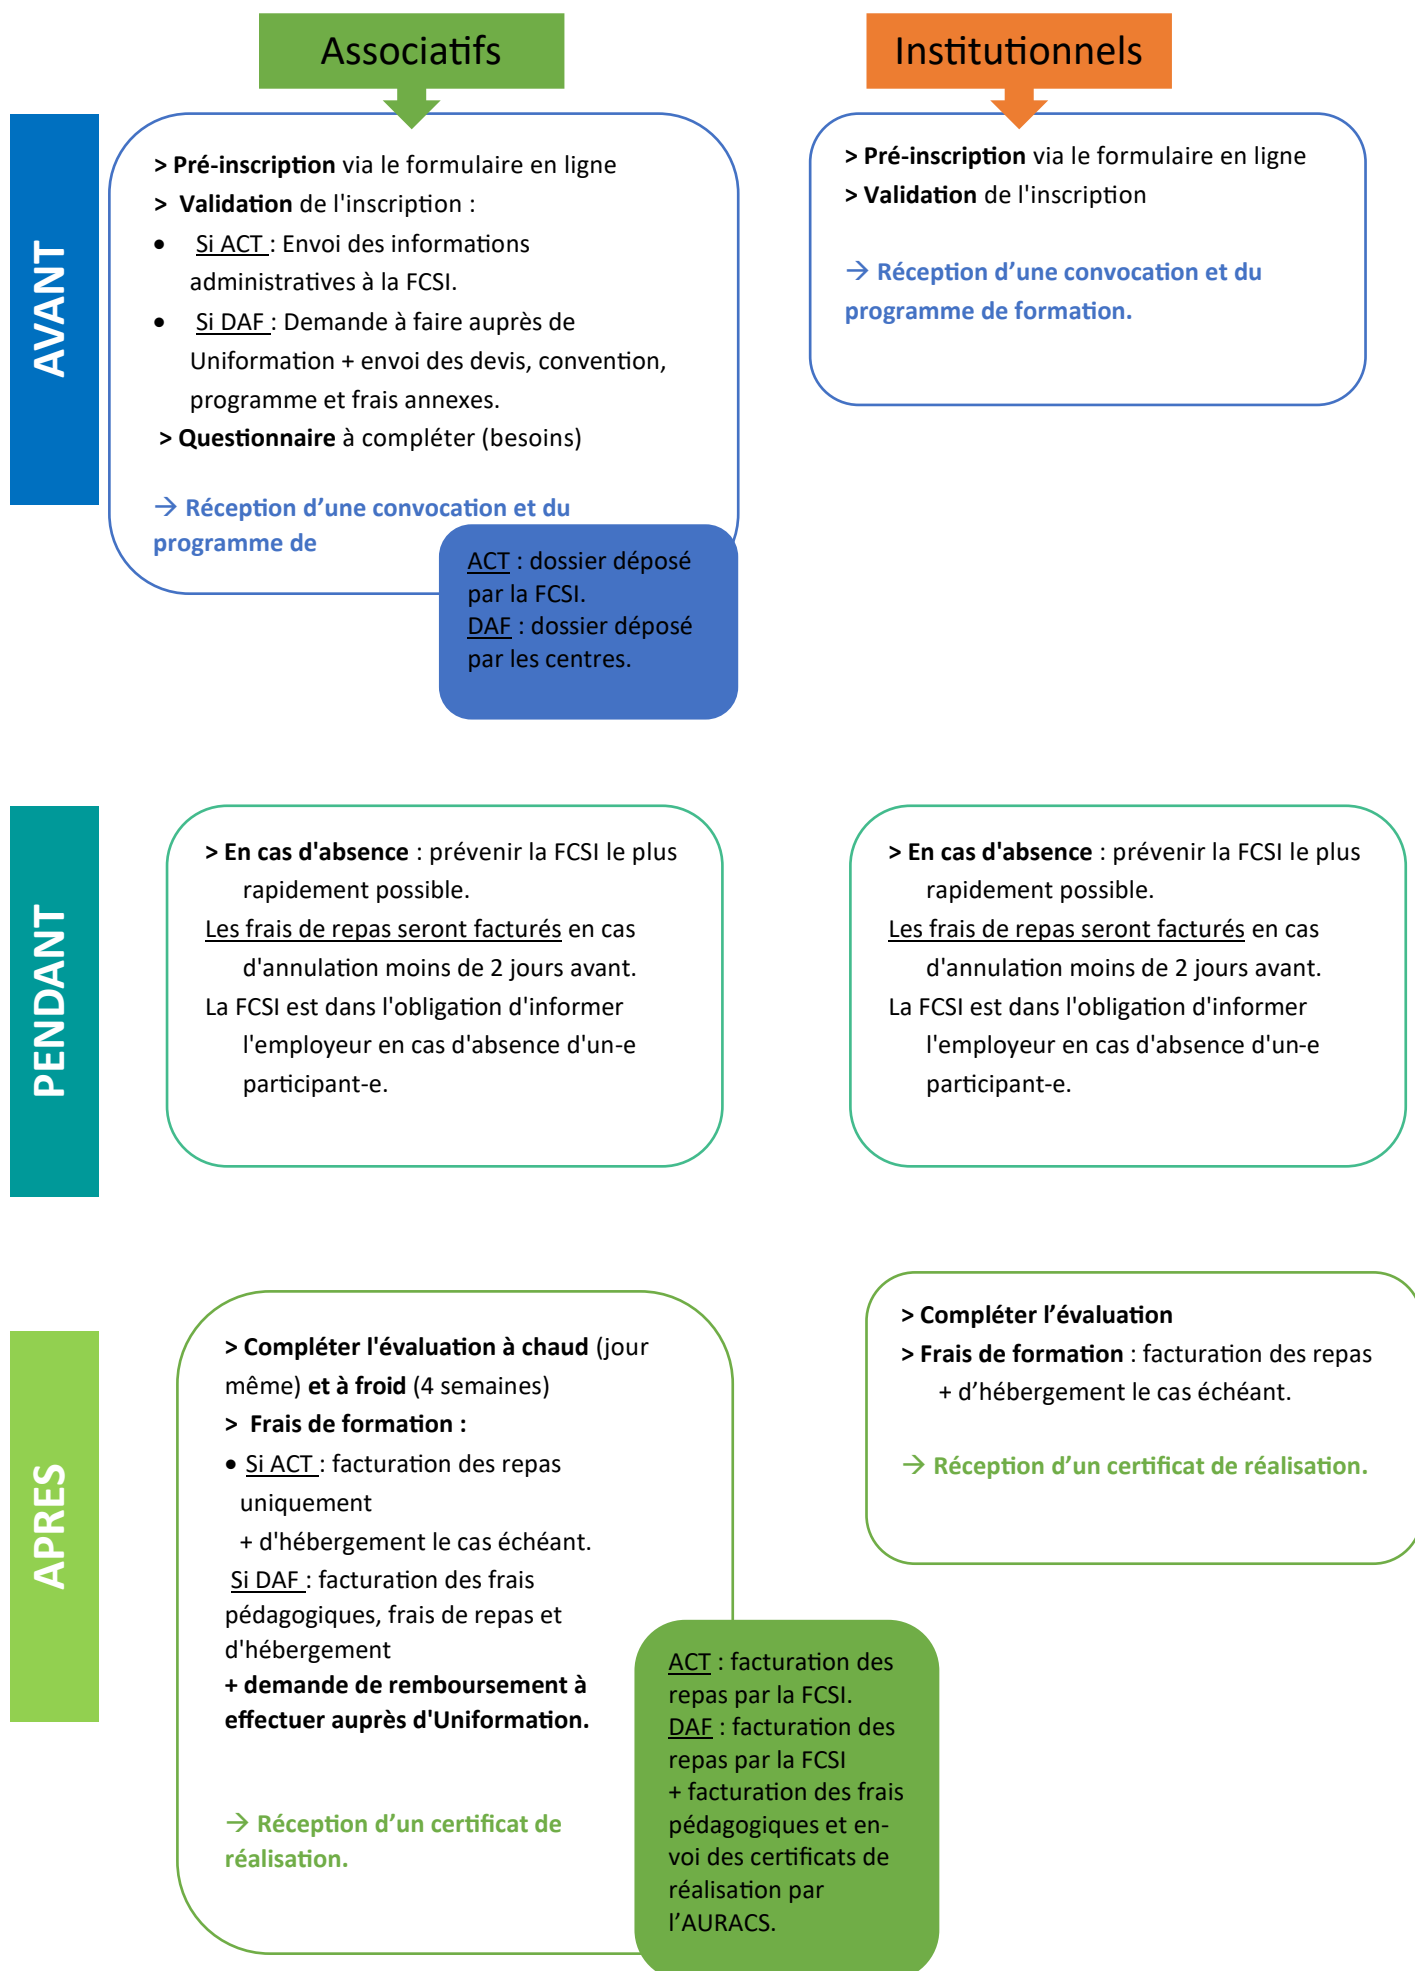 Associatifs
Institutionnels
AVANT
> Pré-inscription via le formulaire en ligne
> Validation de l'inscription :
• Si ACT : Envoi des informations
administratives à la FCSI.
• Si DAF : Demande à faire auprès de
Uniformation + envoi des devis, convention,
programme et frais annexes.
> Questionnaire à compléter (besoins)
→ Réception d’une convocation et du
programme de
ACT : dossier déposé
par la FCSI.
DAF : dossier déposé
par les centres.
> Pré-inscription via le formulaire en ligne
> Validation de l'inscription
→ Réception d’une convocation et du
programme de formation.
PENDANT
> En cas d'absence : prévenir la FCSI le plus
rapidement possible.
Les frais de repas seront facturés en cas
d'annulation moins de 2 jours avant.
La FCSI est dans l'obligation d'informer
l'employeur en cas d'absence d'un-e
participant-e.
> En cas d'absence : prévenir la FCSI le plus
rapidement possible.
Les frais de repas seront facturés en cas
d'annulation moins de 2 jours avant.
La FCSI est dans l'obligation d'informer
l'employeur en cas d'absence d'un-e
participant-e.
APRES
> Compléter l'évaluation à chaud (jour
même) et à froid (4 semaines)
> Frais de formation :
• Si ACT : facturation des repas
uniquement
+ d'hébergement le cas échéant.
Si DAF : facturation des frais
pédagogiques, frais de repas et
d'hébergement
+ demande de remboursement à
effectuer auprès d'Uniformation.
→ Réception d’un certificat de
réalisation.
ACT : facturation des
repas par la FCSI.
DAF : facturation des
repas par la FCSI
+ facturation des frais
pédagogiques et en-
voi des certificats de
réalisation par
l’AURACS.
> Compléter l’évaluation
> Frais de formation : facturation des repas
+ d’hébergement le cas échéant.
→ Réception d’un certificat de réalisation.